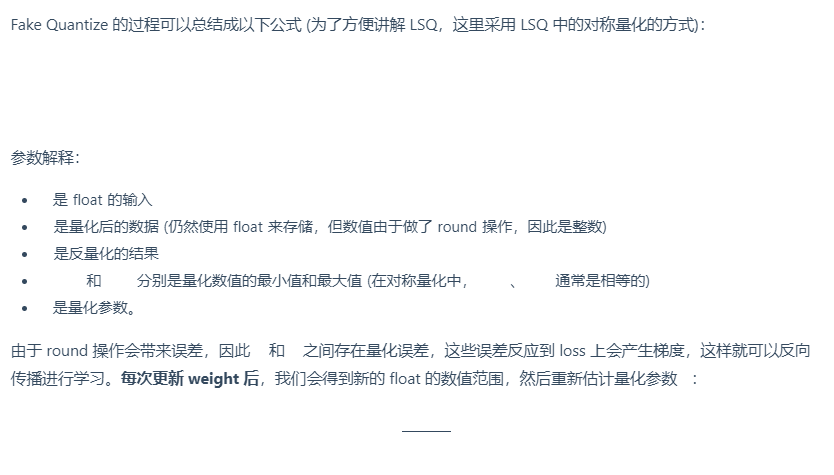 Fake Quantize 的过程可以总结成以下公式 (为了方便讲解 LSQ，这里采用 LSQ 中的对称量化的方式)：
参数解释：
• 是 float 的输入
• 是量化后的数据 (仍然使用 float 来存储，但数值由于做了 round 操作，因此是整数)
• 是反量化的结果
• 和 分别是量化数值的最小值和最大值 (在对称量化中， 、 通常是相等的)
• 是量化参数。
由于 round 操作会带来误差，因此 和 之间存在量化误差，这些误差反应到 loss 上会产生梯度，这样就可以反向
传播进行学习。每次更新 weight 后，我们会得到新的 float 的数值范围，然后重新估计量化参数 ：